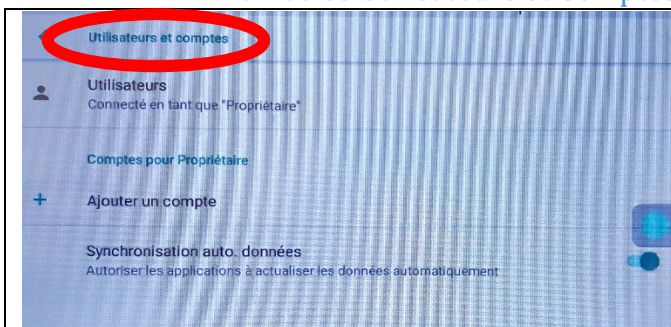 Utilisateurs et comptes
Utilisateurs
Connecté en tant que "Propriétaire"
Comptes pour Propriétaire
+
Ajouter un compte
Synchronisation auto. données
Autoriser les applications à actualiser les données automatiquement